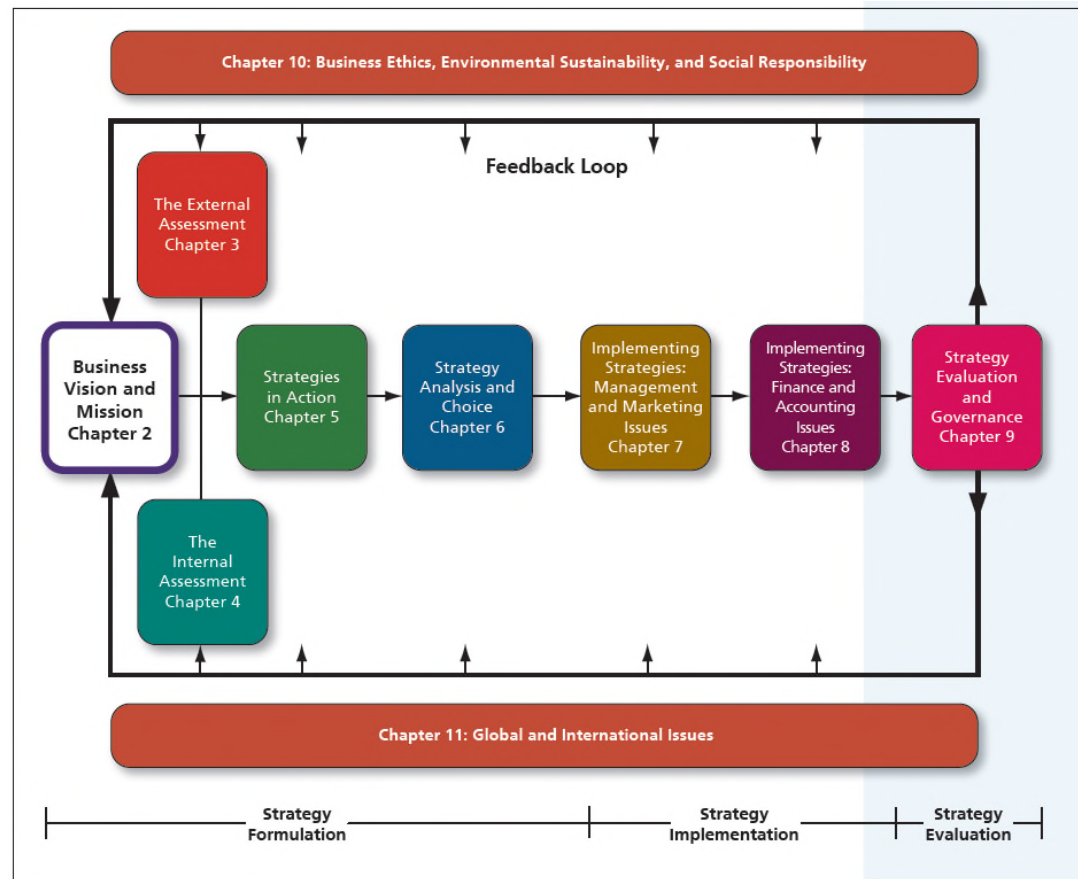 Chapter 10: Business Ethics, Environmental Sustainability, and Social Responsibility
Feedback Loop
The External
Assessment
Chapter 3
Business
Vision and
Mission
Chapter 2
Strategies
in Action
Chapter 5
Strategy
Analysis and
Choice
Chapter 6
Implementing
Strategies:
Management
and Marketing
Issues
Chapter 7
Implementing
Strategies:
Finance and
Accounting
Issues
Chapter 8
Strategy
Evaluation
and
Governance
Chapter 9
The
Internal
Assessment
Chapter 4
Chapter 11: Global and International Issues
Strategy
Formulation
Strategy
Implementation
Strategy
Evaluation